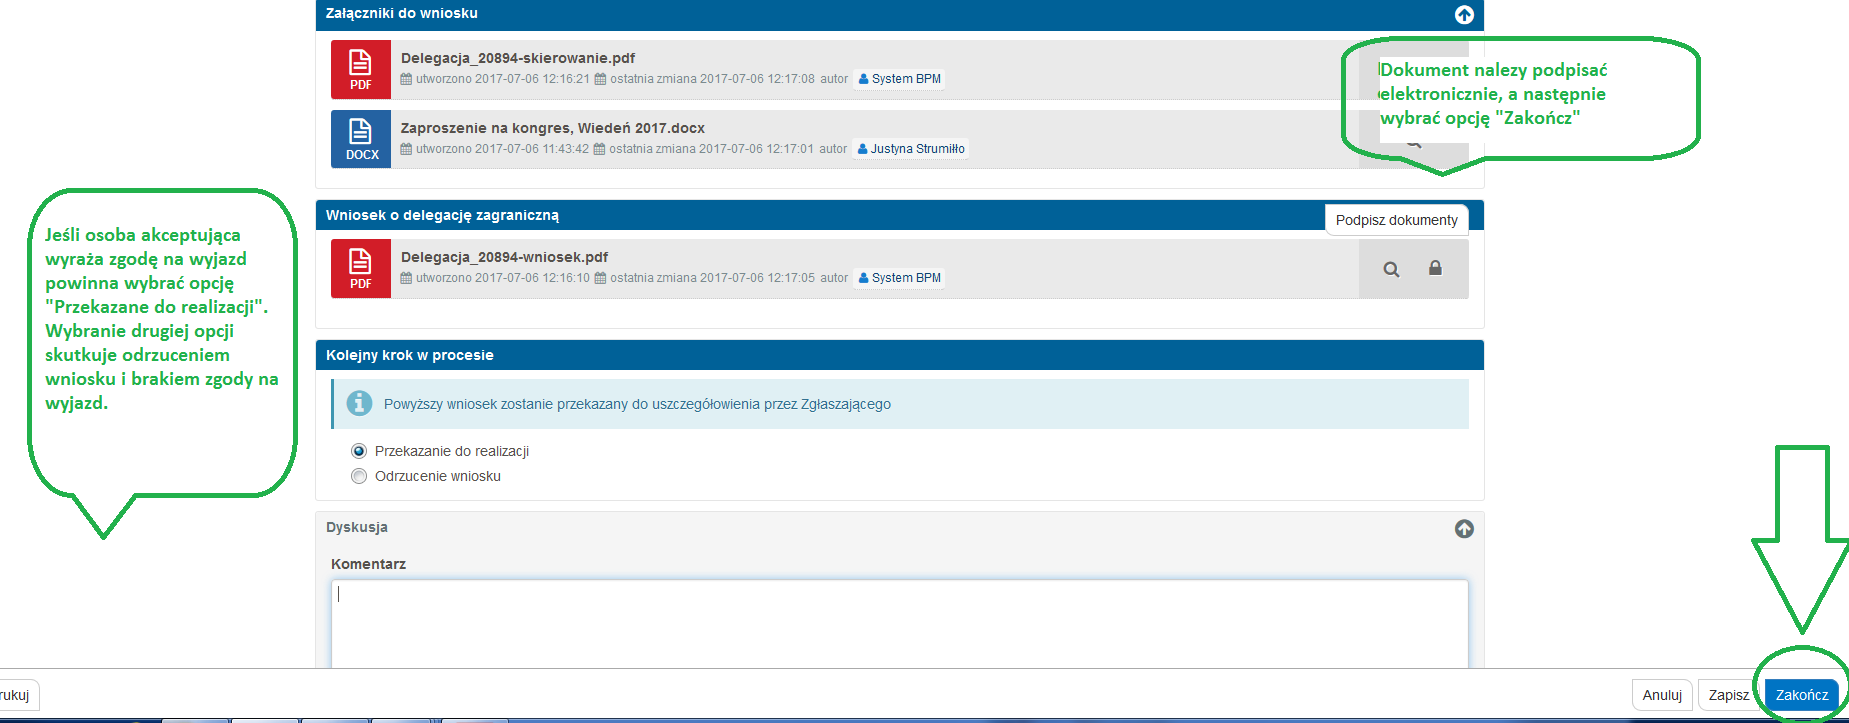 Załączniki do wniosku
PDF
Delegacja_20894-skierowanie.pdf
utworzono 2017-07-06 12:16:21 ostatnia zmiana 2017-07-06 12:17:08 autor System BPM
DOCX
Zaproszenie na kongres, Wiedeń 2017.docx
utworzono 2017-07-06 11:43:42 ostatnia zmiana 2017-07-06 12:17:01 autor Justyna Strumiłło
Dokument nalezy podpisać
elektronicznie, a następnie
wybrać opcję "Zakończ"
Jeśli osoba akceptująca
wyraża zgodę na wyjazd
powinna wybrać opcję
"Przekazane do realizacji".
Wybranie drugiej opcji
skutkuje odrzuceniem
wniosku i brakiem zgody na
wyjazd.
Wniosek o delegację zagraniczną
Podpisz dokumenty
PDF
Delegacja_20894-wniosek.pdf
utworzono 2017-07-06 12:16:10 ostatnia zmiana 2017-07-06 12:17:05 autor System BPM
Kolejny krok w procesie
Powyższy wniosek zostanie przekazany do uszczegółowienia przez Zgłaszającego
Przekazanie do realizacji
Odrzucenie wniosku
Dyskusja
Komentarz
rukuj
Anuluj
Zapisz
Zakończ